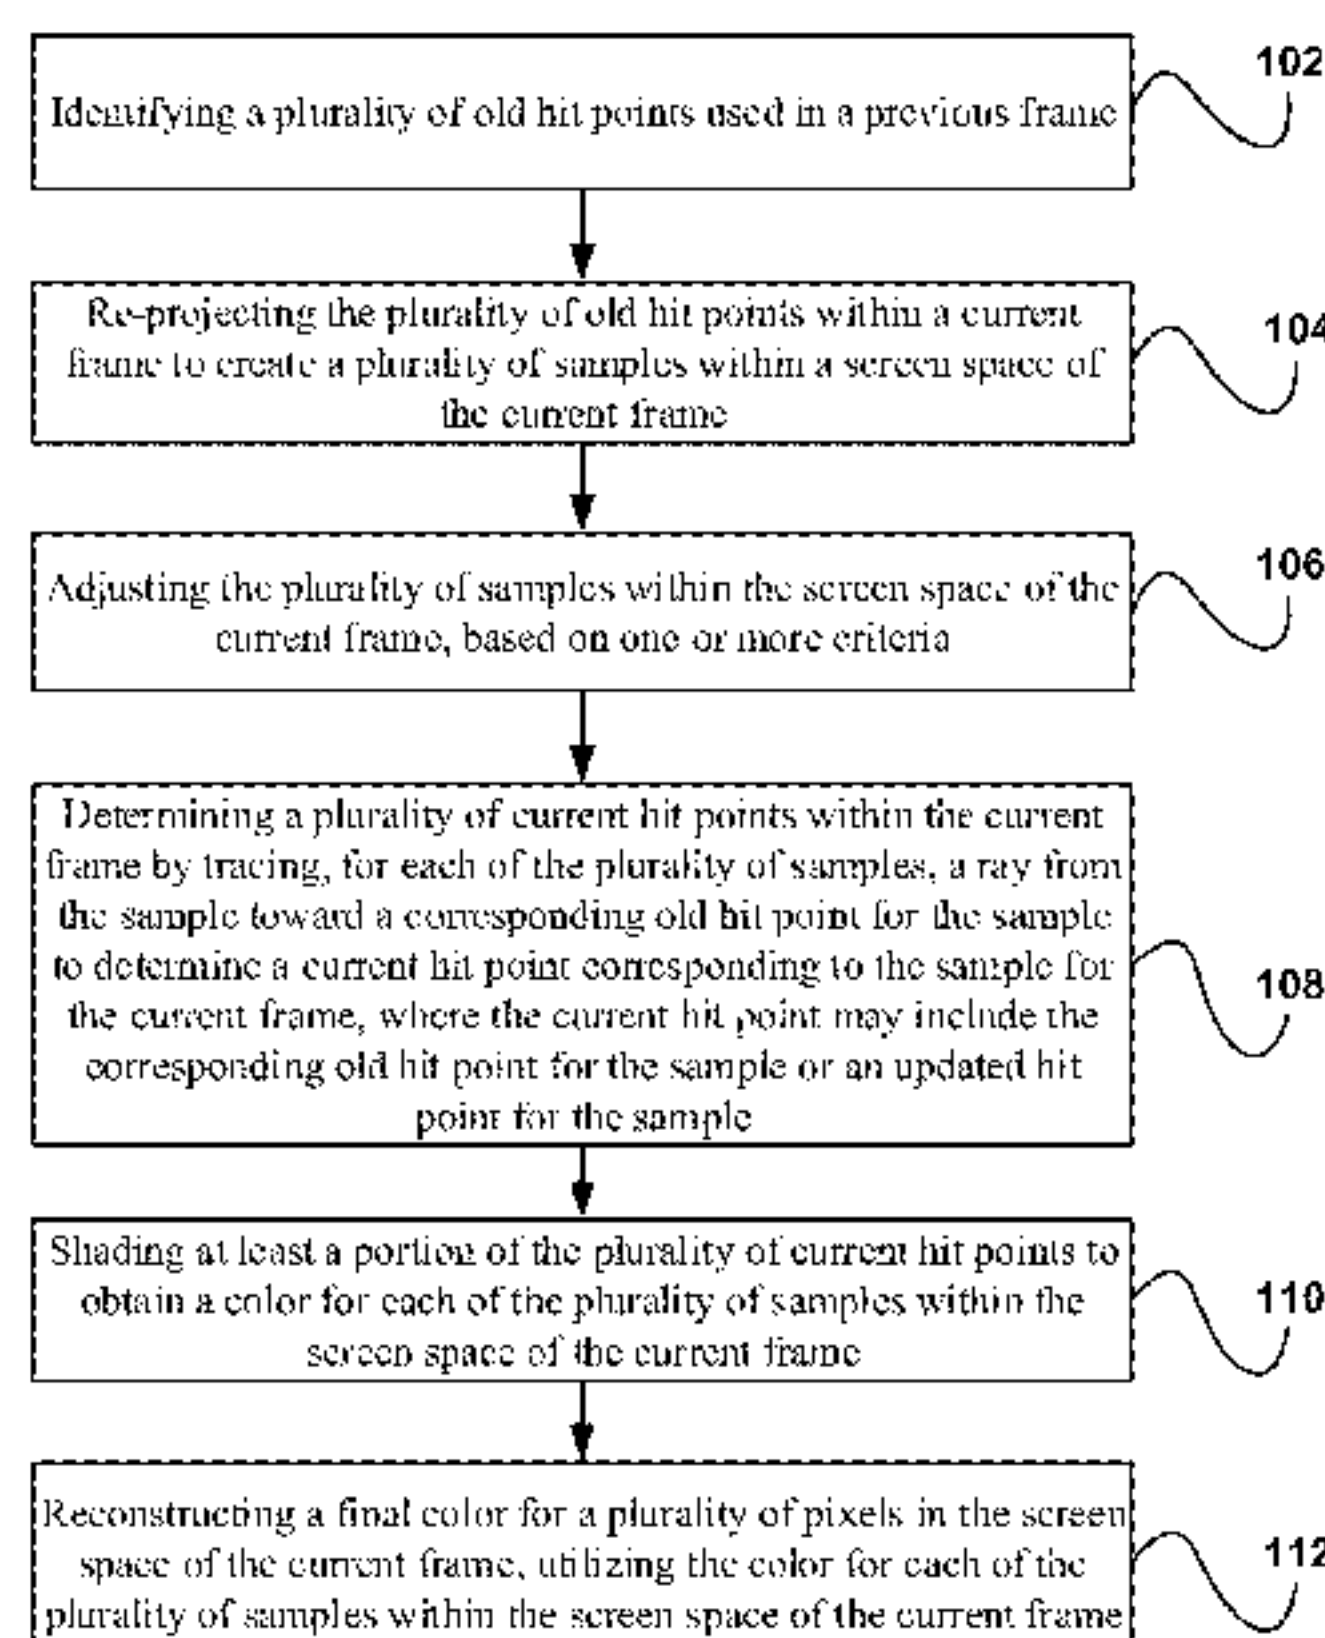 Identifying a plurality of old hit points used in a previous frame
102
Re-projecting the plurality of old hit points within a current
frame to create a plurality of samples within a screen space of
the current frame
104
Adjusting the plurality of samples within the screen space of the
current frame, based on one or more criteria
106
Determining a plurality of current hit points within the current
frame by tracing, for each of the plurality of samples, a ray from
the sample toward a corresponding old hit point for the sample
to determine a current hit point corresponding to the sample for
the current frame, where the current hit point may include the
corresponding old hit point for the sample or an updated hit
point for the sample
108
Shading at least a portion of the plurality of current hit points to
obtain a color for each of the plurality of samples within the
screen space of the current frame
110
Reconstructing a final color for a plurality of pixels in the screen
space of the current frame, utilizing the color for each of the
plurality of samples within the screen space of the current frame
112